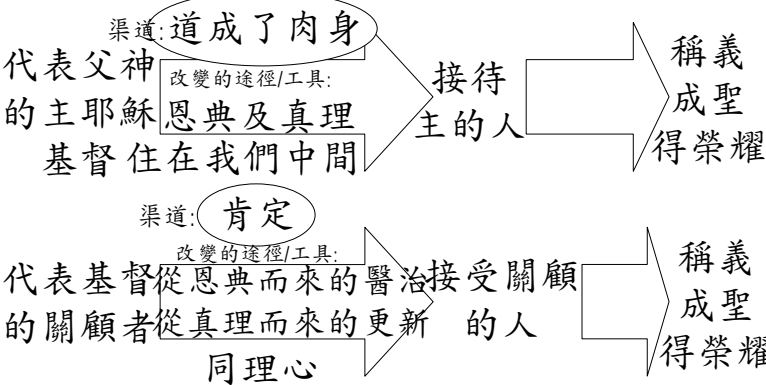 渠道:道成了肉身
代表父神
的主耶穌
基督
改變的途徑/工具:
恩典及真理
住在我們中間
接待
主的人
稱義
成聖
得榮耀
渠道:肯定
代表基督
的關顧者
改變的途徑/工具:
從恩典而來的醫治
從真理而來的更新
同理心
接受關顧
的人
稱義
成聖
得榮耀